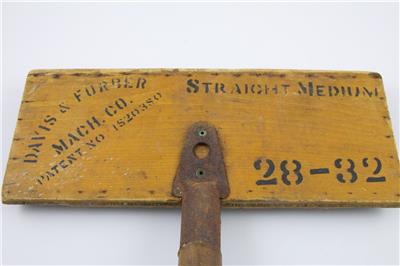 DAVIS & FURBER
MACH. CO.
PATENT NO. 1520380
STRAIGHT MEDIUM
28-32